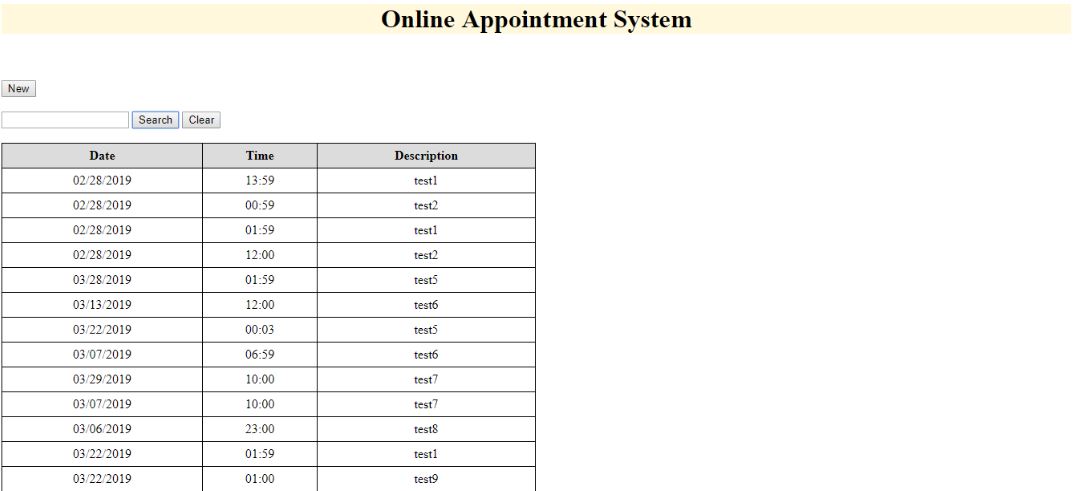 Online Appointment System
New
Search Clear
Date Time Description
02/28/2019 13:59 test1
02/28/2019 00:59 test2
02/28/2019 01:59 test1
02/28/2019 12:00 test2
03/28/2019 01:59 test5
03/13/2019 12:00 test6
03/22/2019 00:03 test5
03/07/2019 06:59 test6
03/29/2019 10:00 test7
03/07/2019 10:00 test7
03/06/2019 23:00 test8
03/22/2019 01:59 test1
03/22/2019 01:00 test9